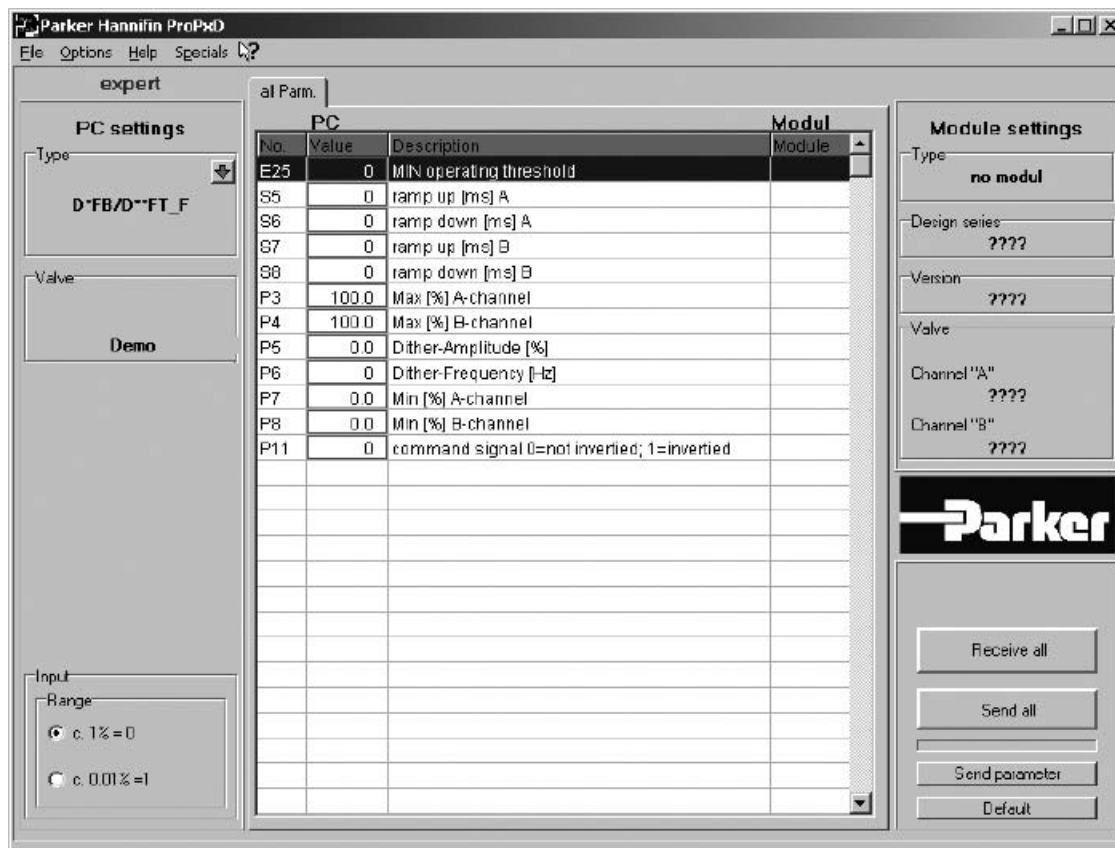 Parker Hannifin ProPxD
File Options Help Specials ?
expert
PC settings
Type
D*FB/D**FT_F
Valve
Demo
Input
Range
c. 1% = 0
c. 0.01% =1
all Parm.
PC Modul
No. Value Description Module
E25 0 MIN operating threshold
S5 0 ramp up [ms] A
S6 0 ramp down [ms] A
S7 0 ramp up [ms] B
S8 0 ramp down [ms] B
P3 100.0 Max [%] A-channel
P4 100.0 Max [%] B-channel
P5 0.0 Dither-Amplitude [%]
P6 0 Dither-Frequency [Hz]
P7 0.0 Min [%] A-channel
P8 0.0 Min [%] B-channel
P11 0 command signal 0=not invertied; 1=invertied
Module settings
Type
no modul
Design series
????
Version
????
Valve
Channel "A"
????
Channel "B"
????
Parker
Receive all
Send all
Send parameter
Default